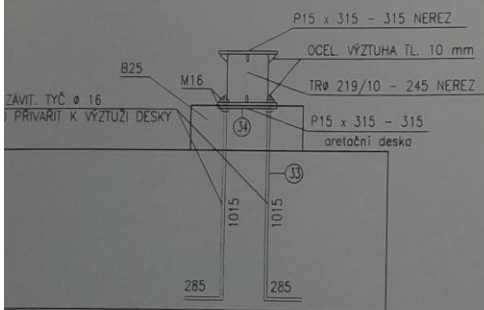 P15 x 315 - 315 NEREZ
OCEL. VÝZTUHA TL. 10 mm
B25
M16
TRø 219/10 - 245 NEREZ
ZÁVIT. TYČ ø 16
PŘIVAŘIT K VÝZTUŽI DESKY
34
P15 x 315 - 315
aretační deska
33
1015
1015
285
285